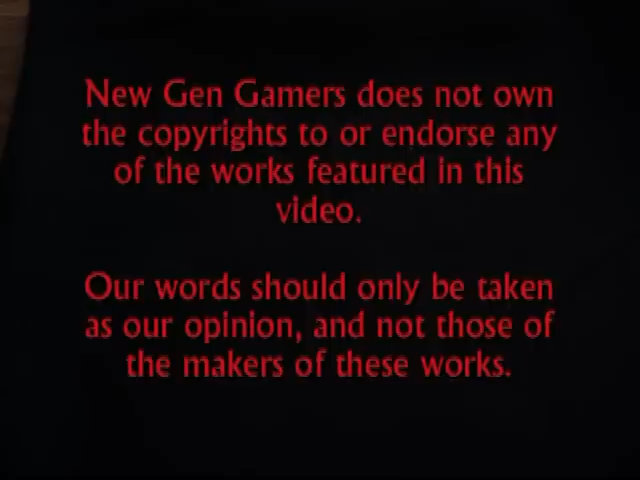 New Gen Gamers does not own
the copyrights to or endorse any
of the works featured in this
video.
Our words should only be taken
as our opinion, and not those of
the makers of these works.